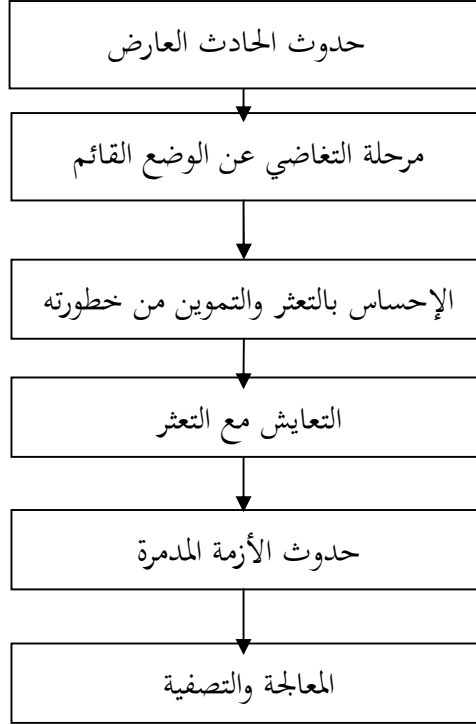 حدوث الحادث العارض
مرحلة التغاضي عن الوضع القائم
الإحساس بالتعثر والتموين من خطورته
التعايش مع التعثر
حدوث الأزمة المدمرة
المعالجة والتصفية